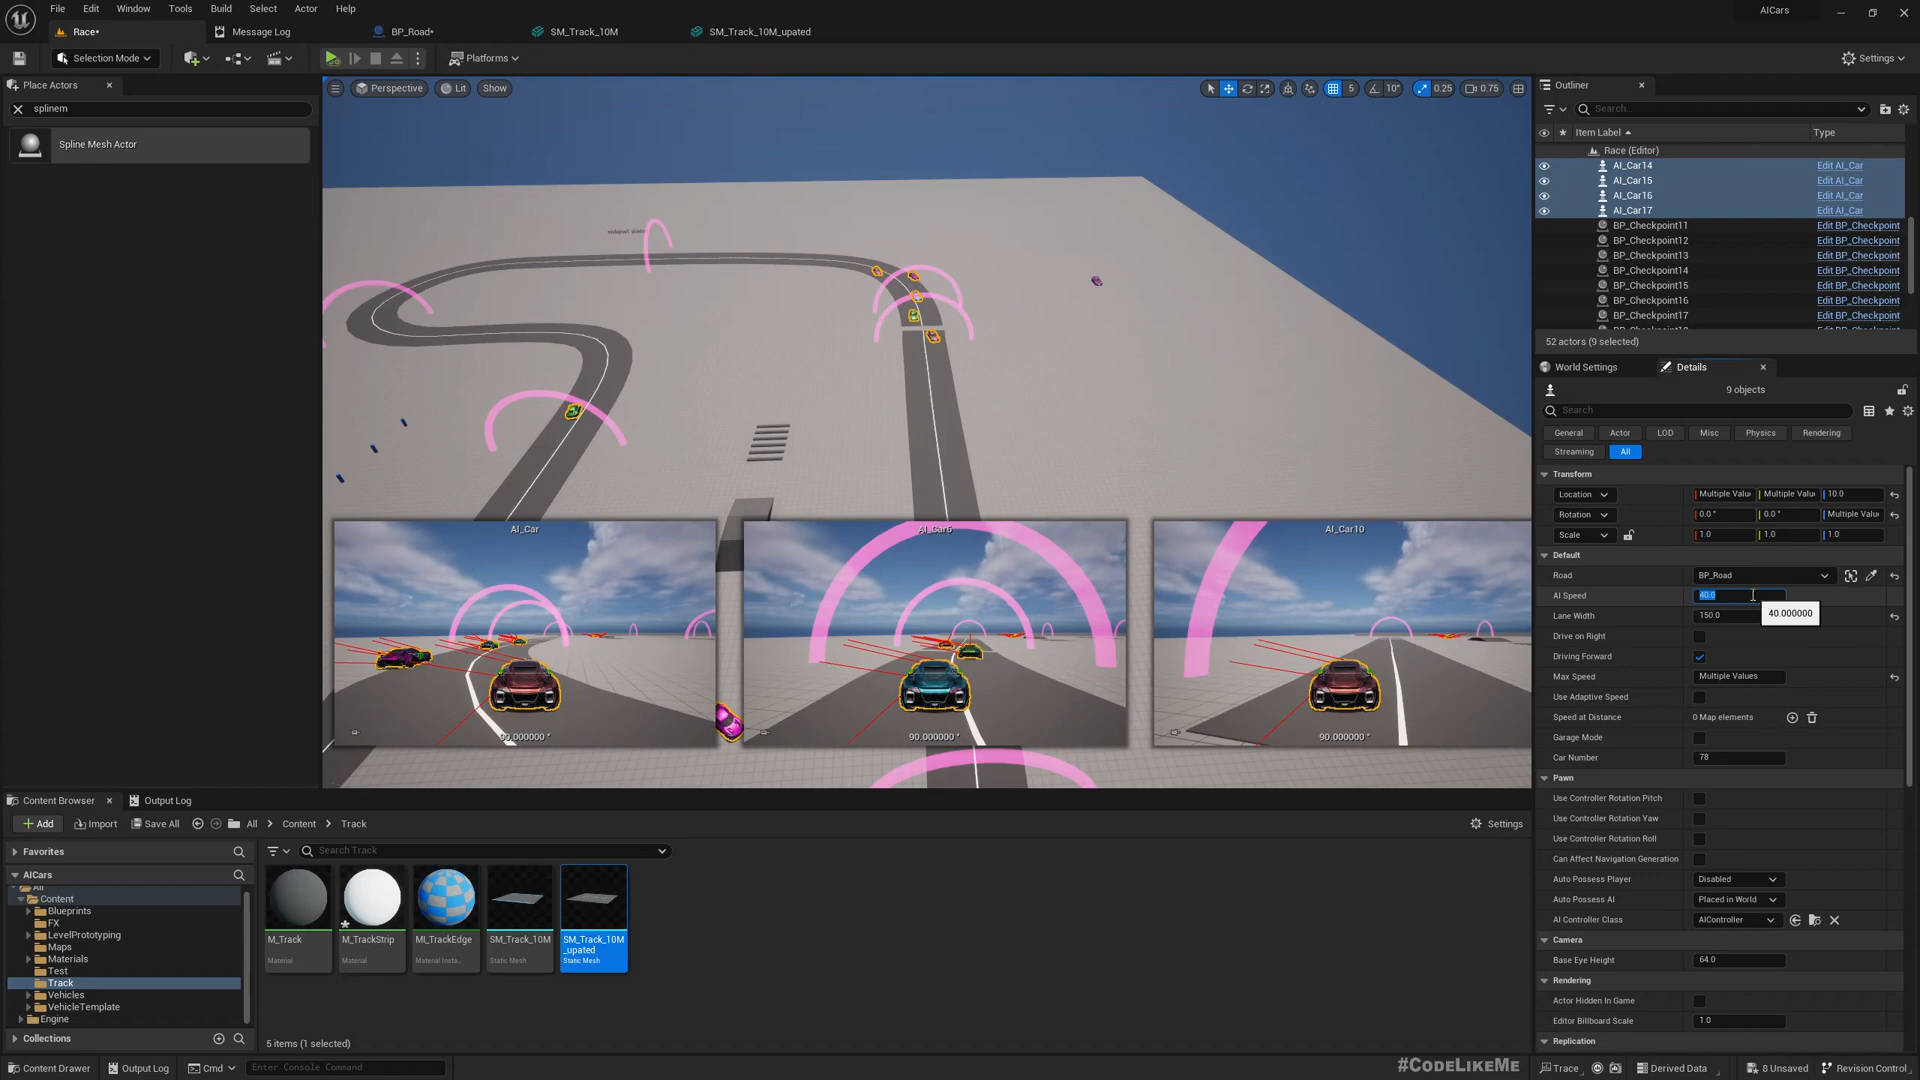 File Edit Window Tools Build Select Actor Help
AICars
Race* Message Log BP_Road* SM_Track_10M SM_Track_10M_upated
Selection Mode Platforms Settings
Place Actors
splinem
Spline Mesh Actor
Perspective Lit Show
5 10° 0.25 0.75
AI_Car
90.000000 °
AI_Car6
90.000000 °
AI_Car10
90.000000 °
Outliner
Search...
Item Label Type
Race (Editor)
AI_Car14 Edit AI_Car
AI_Car15 Edit AI_Car
AI_Car16 Edit AI_Car
AI_Car17 Edit AI_Car
BP_Checkpoint11 Edit BP_Checkpoint
BP_Checkpoint12 Edit BP_Checkpoint
BP_Checkpoint13 Edit BP_Checkpoint
BP_Checkpoint14 Edit BP_Checkpoint
BP_Checkpoint15 Edit BP_Checkpoint
BP_Checkpoint16 Edit BP_Checkpoint
BP_Checkpoint17 Edit BP_Checkpoint
52 actors (9 selected)
World Settings Details
9 objects
Search
General Actor LOD Misc Physics Rendering
Streaming All
Transform
Location Multiple Valu Multiple Valu 10.0
Rotation 0.0 ° 0.0 ° Multiple Valu
Scale 1.0 1.0 1.0
Default
Road BP_Road
AI Speed 40.0
40.000000
Lane Width 150.0
Drive on Right
Driving Forward
Max Speed Multiple Values
Use Adaptive Speed
Speed at Distance 0 Map elements
Garage Mode
Car Number 78
Pawn
Use Controller Rotation Pitch
Use Controller Rotation Yaw
Use Controller Rotation Roll
Can Affect Navigation Generation
Auto Possess Player Disabled
Auto Possess AI Placed in World
AI Controller Class AIController
Camera
Base Eye Height 64.0
Rendering
Actor Hidden In Game
Editor Billboard Scale 1.0
Replication
Content Browser Output Log
Add Import Save All All Content Track Settings
Favorites
AICars
All
Content
Blueprints
FX
LevelPrototyping
Maps
Materials
Test
Track
Vehicles
VehicleTemplate
Engine
Collections
Search Track
M_Track
Material
M_TrackStrip
Material
MI_TrackEdge
Material Insta...
SM_Track_10M
Static Mesh
SM_Track_10M
_upated
Static Mesh
5 items (1 selected)
#CodeLikeMe
Content Drawer Output Log Cmd Enter Console Command Trace Derived Data 8 Unsaved Revision Control